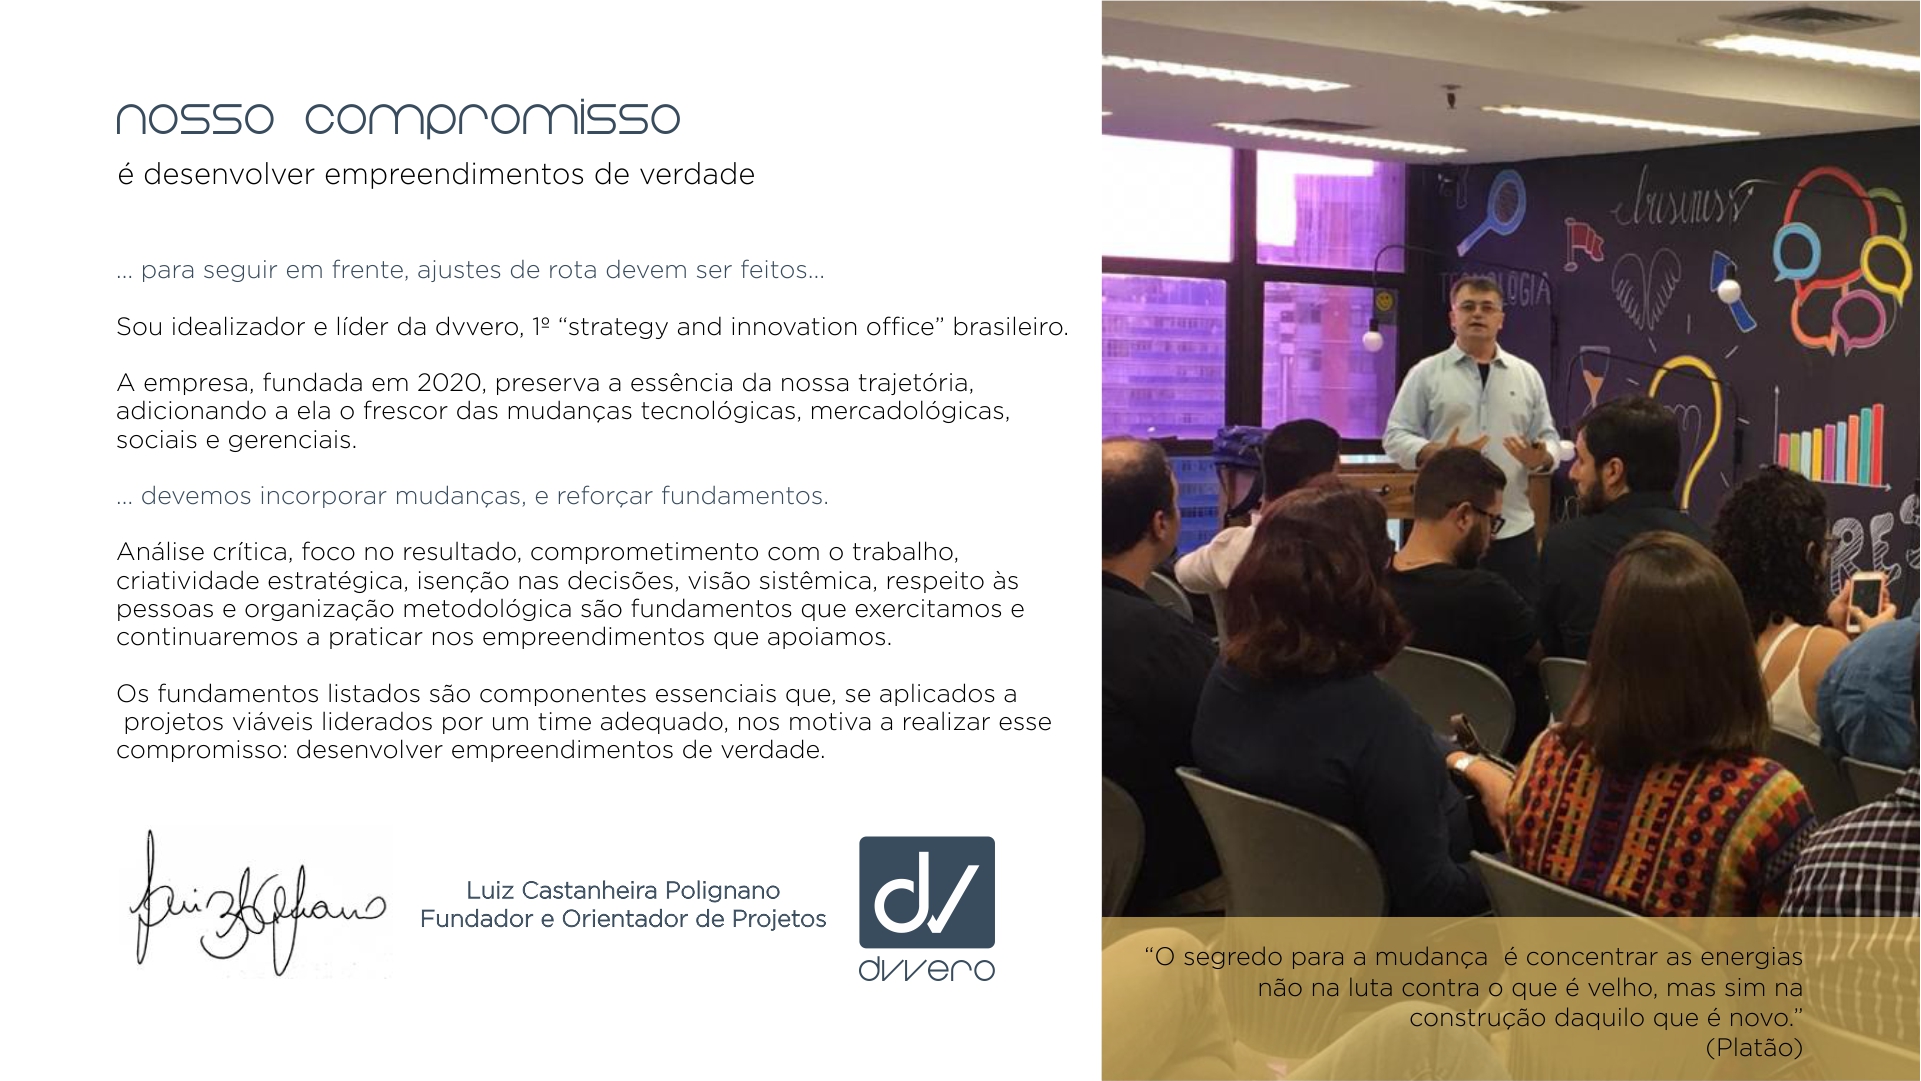 nosso compromisso
é desenvolver empreendimentos de verdade
... para seguir em frente, ajustes de rota devem ser feitos...
Sou idealizador e líder da dvvero, 1º “strategy and innovation office” brasileiro.
A empresa, fundada em 2020, preserva a essência da nossa trajetória,
adicionando a ela o frescor das mudanças tecnológicas, mercadológicas,
sociais e gerenciais.
... devemos incorporar mudanças, e reforçar fundamentos.
Análise crítica, foco no resultado, comprometimento com o trabalho,
criatividade estratégica, isenção nas decisões, visão sistêmica, respeito às
pessoas e organização metodológica são fundamentos que exercitamos e
continuaremos a praticar nos empreendimentos que apoiamos.
Os fundamentos listados são componentes essenciais que, se aplicados a
projetos viáveis liderados por um time adequado, nos motiva a realizar esse
compromisso: desenvolver empreendimentos de verdade.
Luiz Castanheira Polignano
Fundador e Orientador de Projetos
dv
dvvero
business
TECNOLOGIA
“O segredo para a mudança  é concentrar as energias
não na luta contra o que é velho, mas sim na
construção daquilo que é novo.”
(Platão)